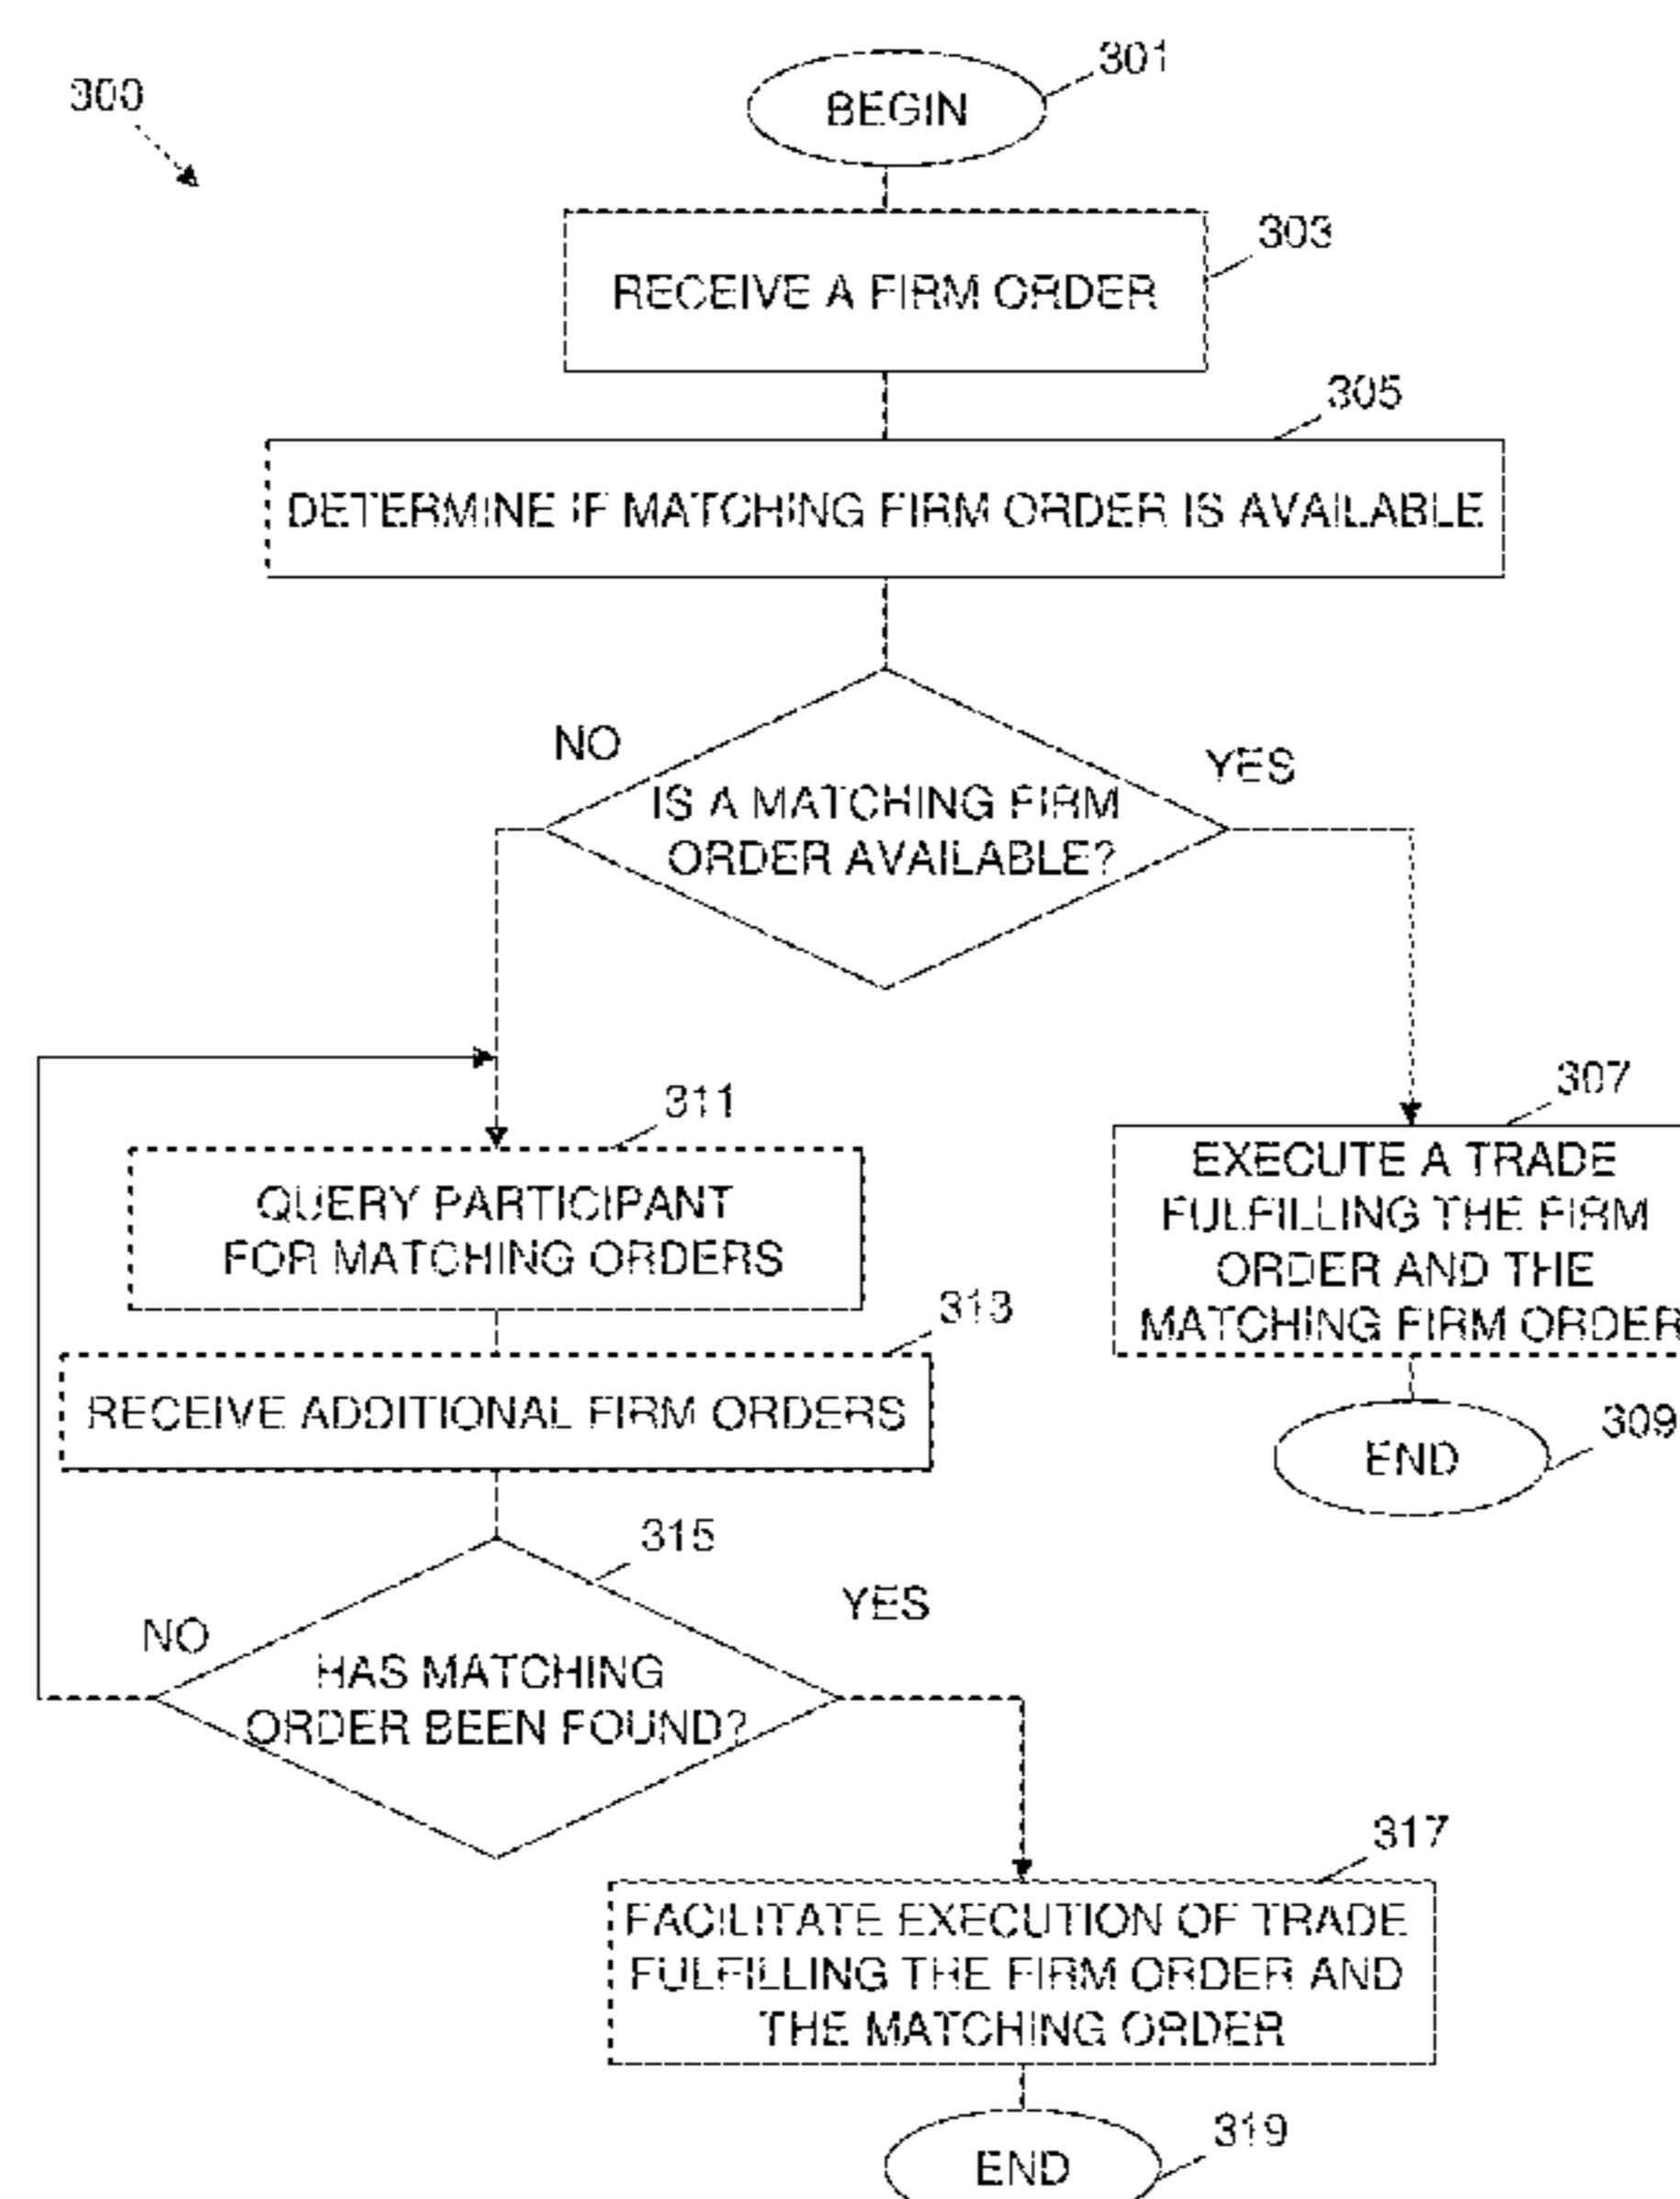 300
301
BEGIN
303
RECEIVE A FIRM ORDER
305
DETERMINE IF MATCHING FIRM ORDER IS AVAILABLE
NO
YES
IS A MATCHING FIRM
ORDER AVAILABLE?
311
QUERY PARTICIPANT
FOR MATCHING ORDERS
307
EXECUTE A TRADE
FULFILLING THE FIRM
ORDER AND THE
MATCHING FIRM ORDER
313
RECEIVE ADDITIONAL FIRM ORDERS
309
END
315
NO
YES
HAS MATCHING
ORDER BEEN FOUND?
317
FACILITATE EXECUTION OF TRADE
FULFILLING THE FIRM ORDER AND
THE MATCHING ORDER
319
END